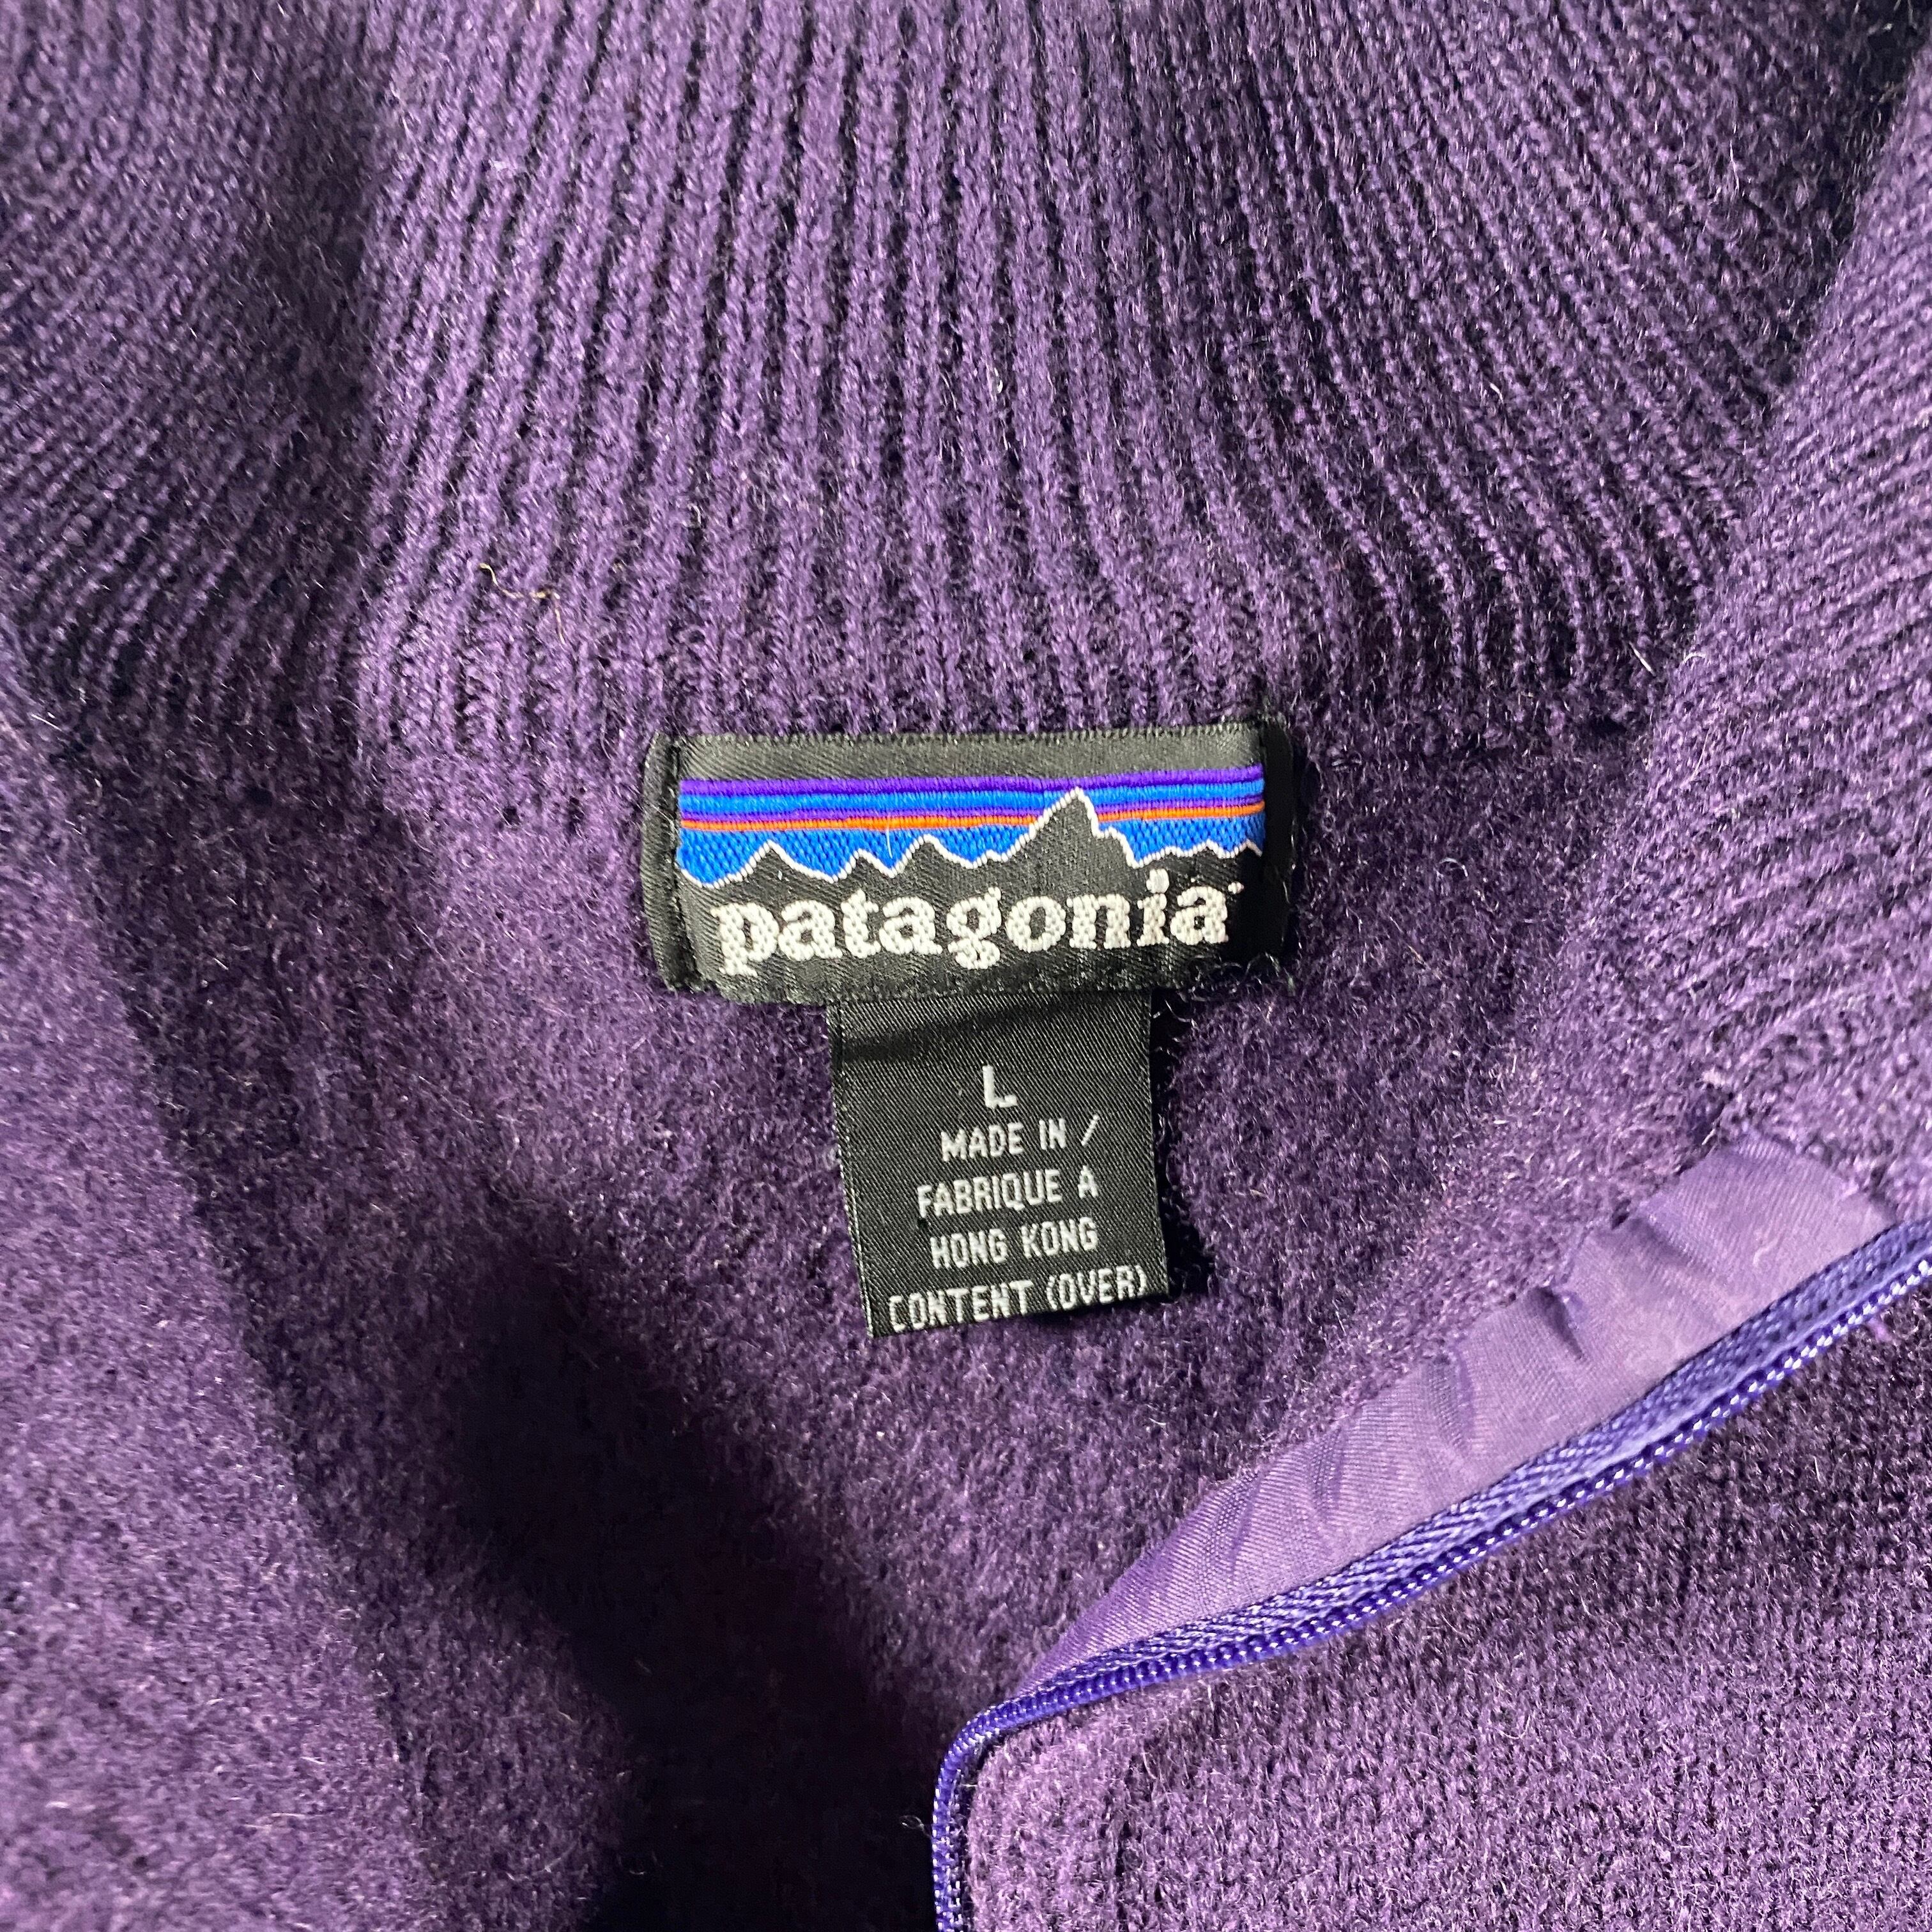 patagonia
L
MADE IN /
FABRIQUE A
HONG KONG
CONTENT (OVER)